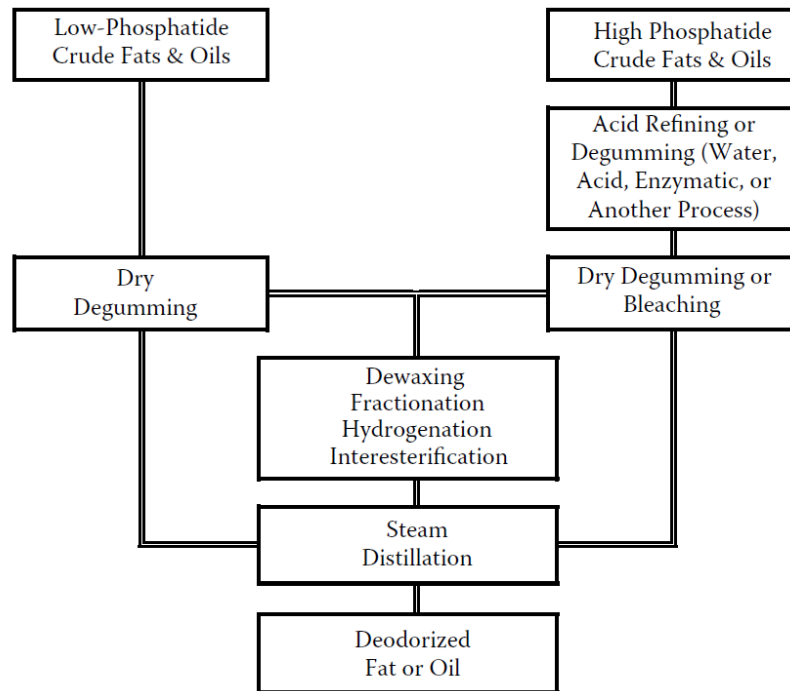 Low-Phosphatide
Crude Fats & Oils
High Phosphatide
Crude Fats & Oils
Acid Refining or
Degumming (Water,
Acid, Enzymatic, or
Another Process)
Dry
Degumming
Dry Degumming or
Bleaching
Dewaxing
Fractionation
Hydrogenation
Interesterification
Steam
Distillation
Deodorized
Fat or Oil